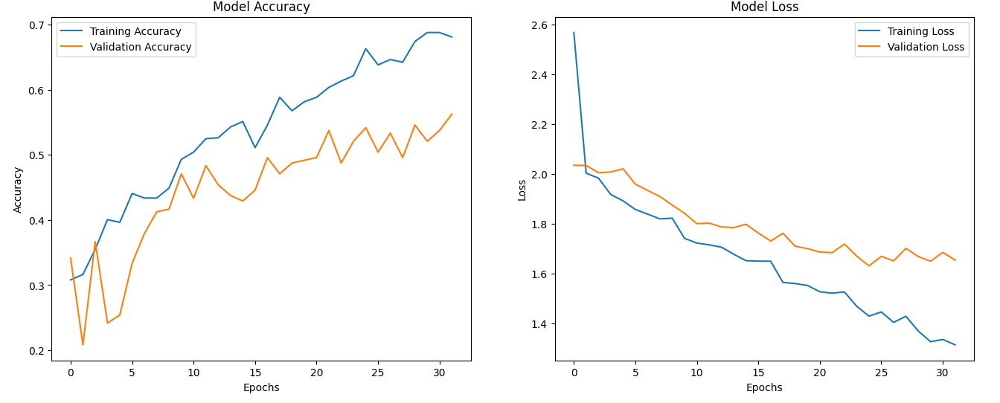 Model Accuracy
Training Accuracy
Validation Accuracy
0.7
0.6
0.5
0.4
0.3
0.2
Accuracy
0 5 10 15 20 25 30
Epochs
Model Loss
Training Loss
Validation Loss
2.6
2.4
2.2
2.0
1.8
1.6
1.4
Loss
0 5 10 15 20 25 30
Epochs